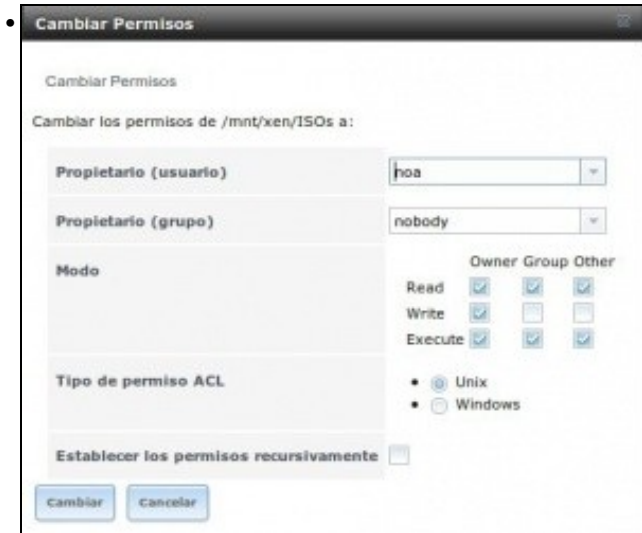 Cambiar Permisos
Cambiar Permisos
Cambiar los permisos de /mnt/xen/ISOs a:
Propietario (usuario) noa
Propietario (grupo) nobody
Modo Owner Group Other
Read
Write
Execute
Tipo de permiso ACL Unix
Windows
Establecer los permisos recursivamente
Cambiar Cancelar